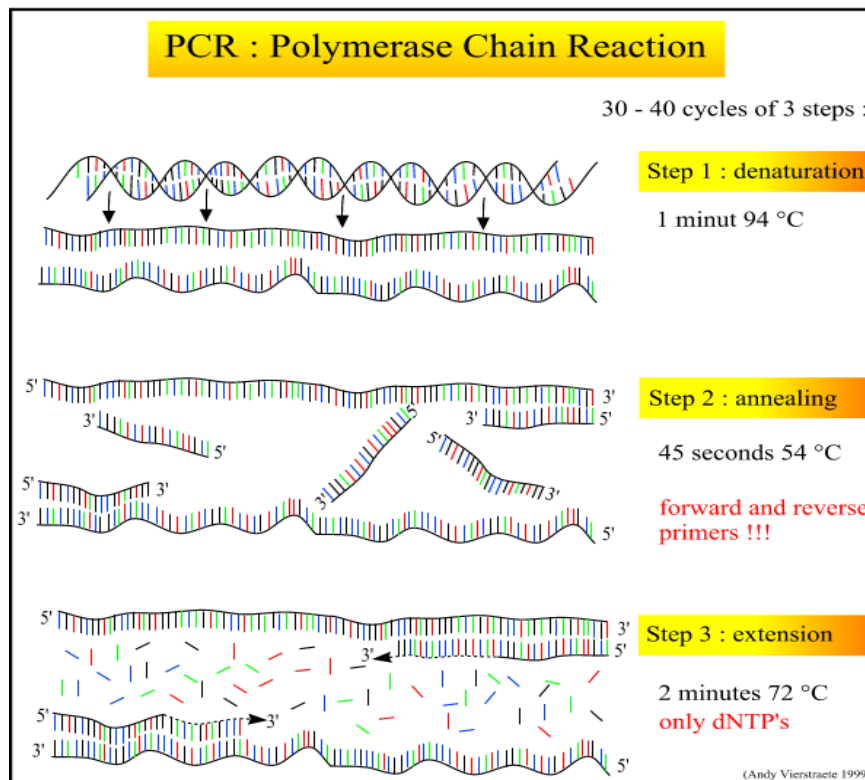 PCR : Polymerase Chain Reaction
30 - 40 cycles of 3 steps :
Step 1 : denaturation
1 minut 94 °C
5'
3'
Step 2 : annealing
3'
5'
3'
5'
5'
45 seconds 54 °C
5'
3'
3'
3'
3'
forward and reverse
primers !!!
5'
5'
3'
Step 3 : extension
3'
5'
2 minutes 72 °C
5'
3'
only dNTP's
3'
5'
(Andy Vierstraete 1999